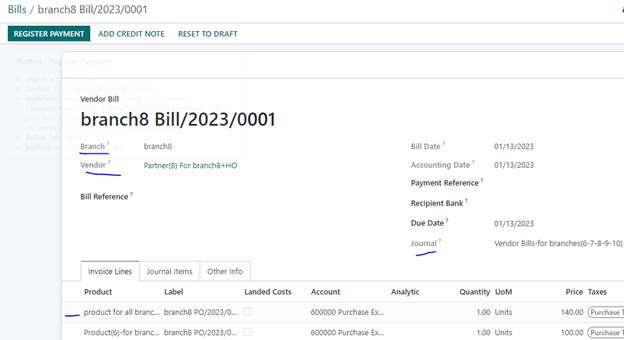 Bills / branch8 Bill/2023/0001
REGISTER PAYMENT ADD CREDIT NOTE RESET TO DRAFT
Vendor Bill
branch8 Bill/2023/0001
Branch ? branch8 Bill Date ? 01/13/2023
Vendor ? Partner(8) For branch8+HO Accounting Date ? 01/13/2023
Payment Reference ?
Bill Reference ? Recipient Bank ?
Due Date ? 01/13/2023
Journal ? Vendor Bills-for branches(6-7-8-9-10)
Invoice Lines Journal Items Other Info
Product Label Landed Costs Account Analytic Quantity UoM Price Taxes
product for all branc... branch8 PO/2023/0... 600000 Purchase Ex... 1.00 Units 140.00 Purchase T
Product(6)-for branch... branch8 PO/2023/0... 600000 Purchase Ex... 1.00 Units 100.00 Purchase T